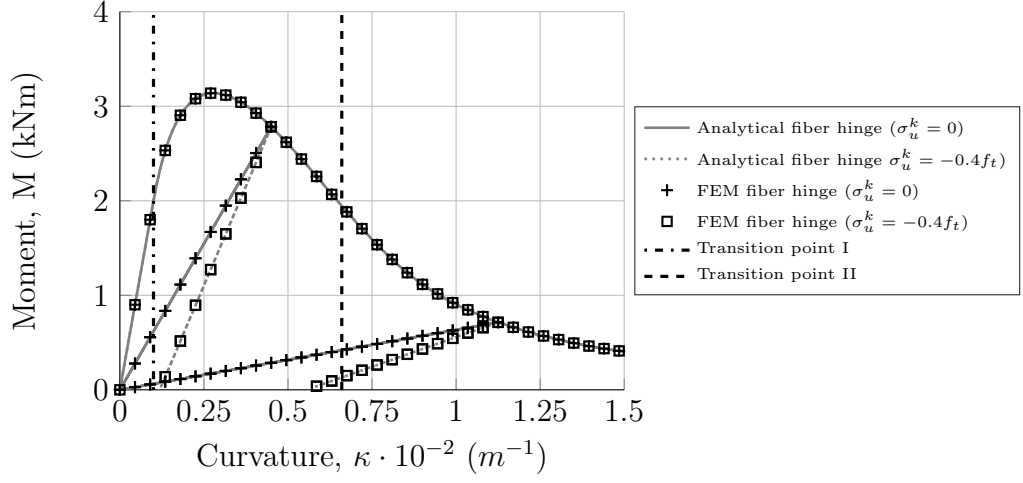 4
3
2
1
0
Moment, M (kNm)
0
0.25
0.5
0.75
1
1.25
1.5
Curvature, κ · 10⁻² (m⁻¹)
Analytical fiber hinge (σᵤᵏ = 0)
Analytical fiber hinge σᵤᵏ = −0.4fₜ)
FEM fiber hinge (σᵤᵏ = 0)
FEM fiber hinge (σᵤᵏ = −0.4fₜ)
Transition point I
Transition point II